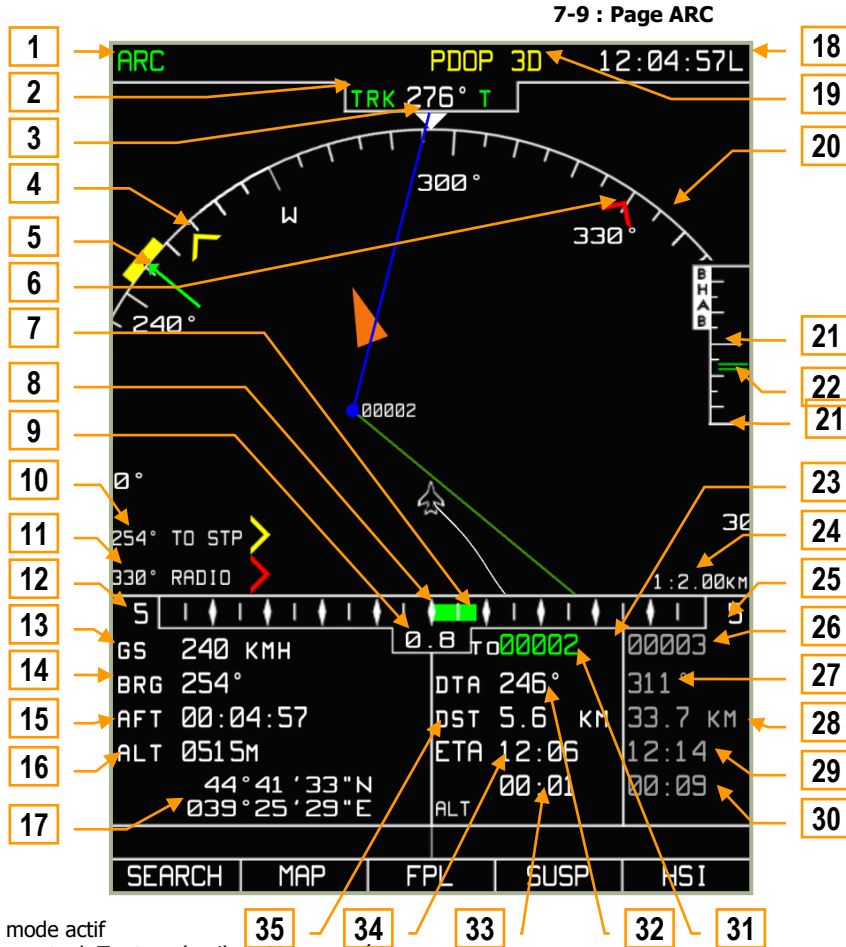 7-9 : Page ARC
1
2
3
4
5
6
7
8
9
10
11
12
13
14
15
16
17
ARC PDOP 3D 12:04:57L
TRK 276° T
300°
W
330°
240°
B
H
A
B
00002
0°
30
254° TO STP
330° RADIO
1:2.00KM
5 5
0.8
GS 240 KMH
BRG 254°
AFT 00:04:57
ALT 0515M
44°41'33"N
039°25'29"E
TO00002
DTA 246°
DST 5.6 KM
ETA 12:06
00:01
ALT
00003
311°
33.7 KM
12:14
00:09
SEARCH MAP FPL SUSP HSI
18
19
20
21
22
21
23
24
25
26
27
28
29
30
35 34 33 32 31
mode actif